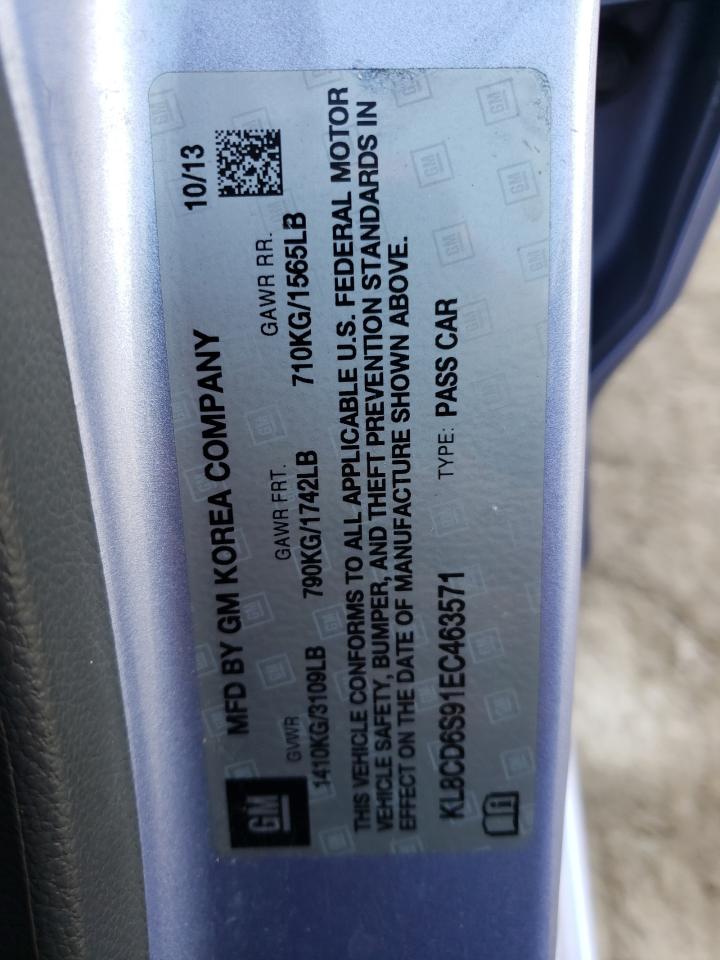 MFD BY GM KOREA COMPANY 10/13
GM
GVWR GAWR FRT. GAWR RR.
1410KG/3109LB 790KG/1742LB 710KG/1565LB
THIS VEHICLE CONFORMS TO ALL APPLICABLE U.S. FEDERAL MOTOR
VEHICLE SAFETY, BUMPER, AND THEFT PREVENTION STANDARDS IN
EFFECT ON THE DATE OF MANUFACTURE SHOWN ABOVE.
KL8CD6S91EC463571 TYPE: PASS CAR